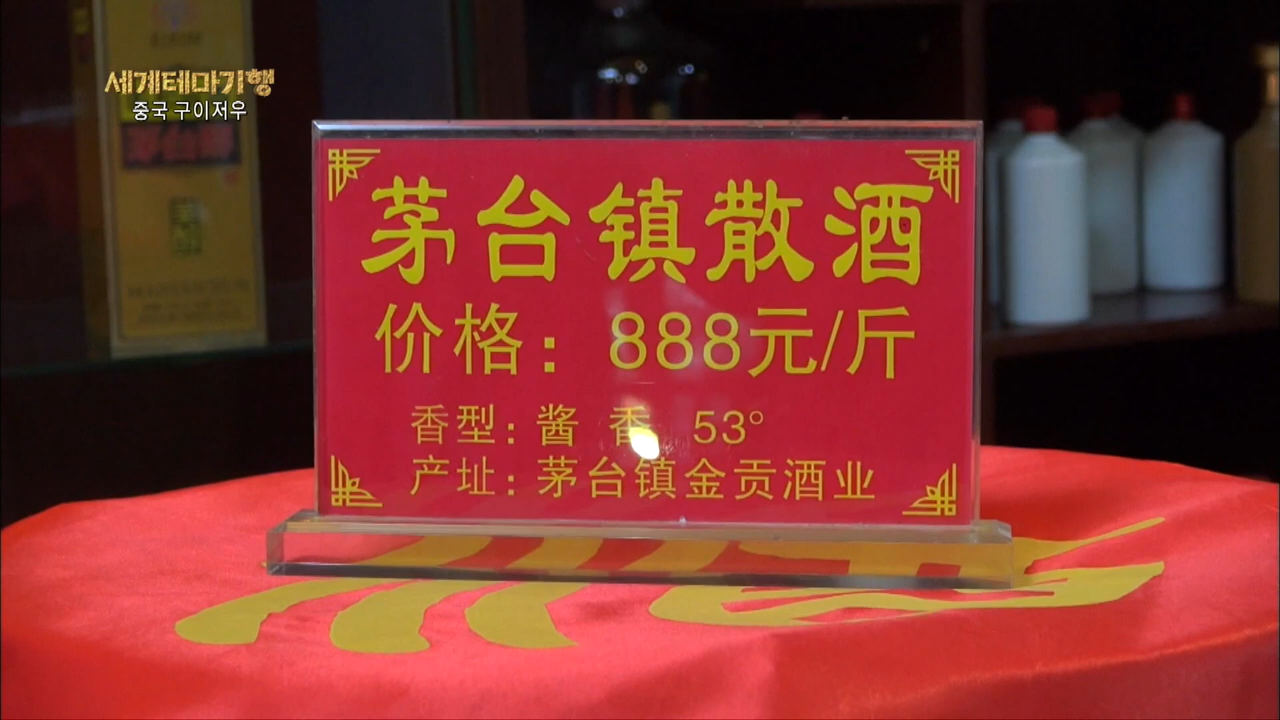 세계테마기행
중국 구이저우
茅台镇散酒
价格：888元/斤
香型：酱 香 53°
产址：茅台镇金贡酒业